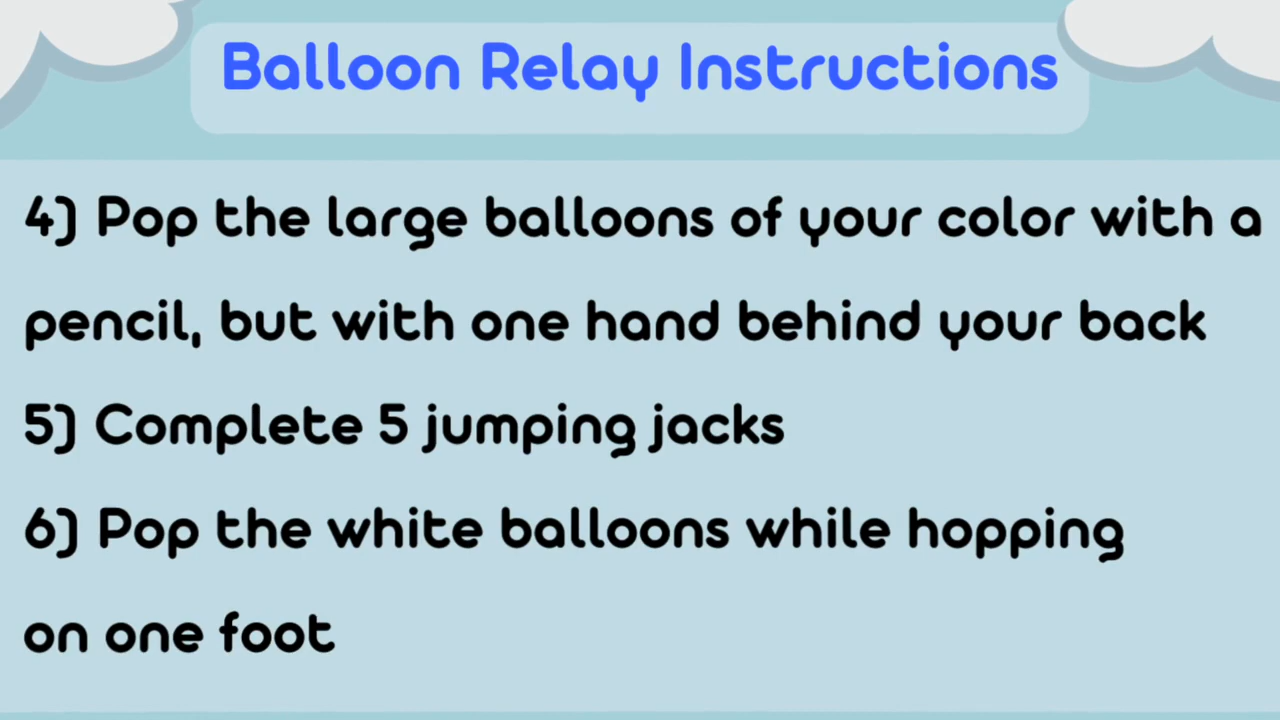 Balloon Relay Instructions
4) Pop the large balloons of your color with a
pencil, but with one hand behind your back
5) Complete 5 jumping jacks
6) Pop the white balloons while hopping
on one foot